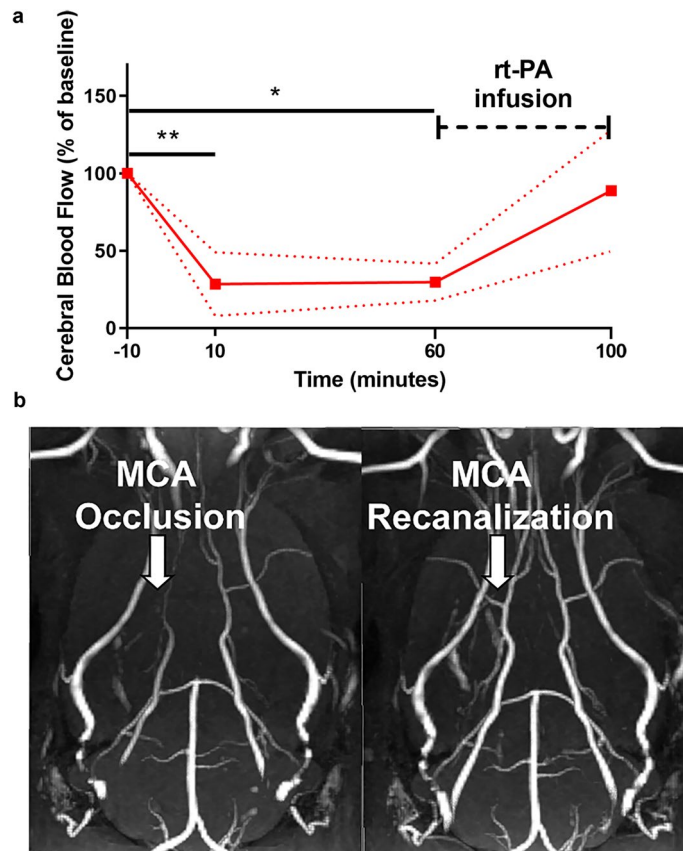 a
rt-PA
infusion
*
**
Cerebral Blood Flow (% of baseline)
150
100
50
0
-10
10
60
100
Time (minutes)
b
MCA
Occlusion
MCA
Recanalization